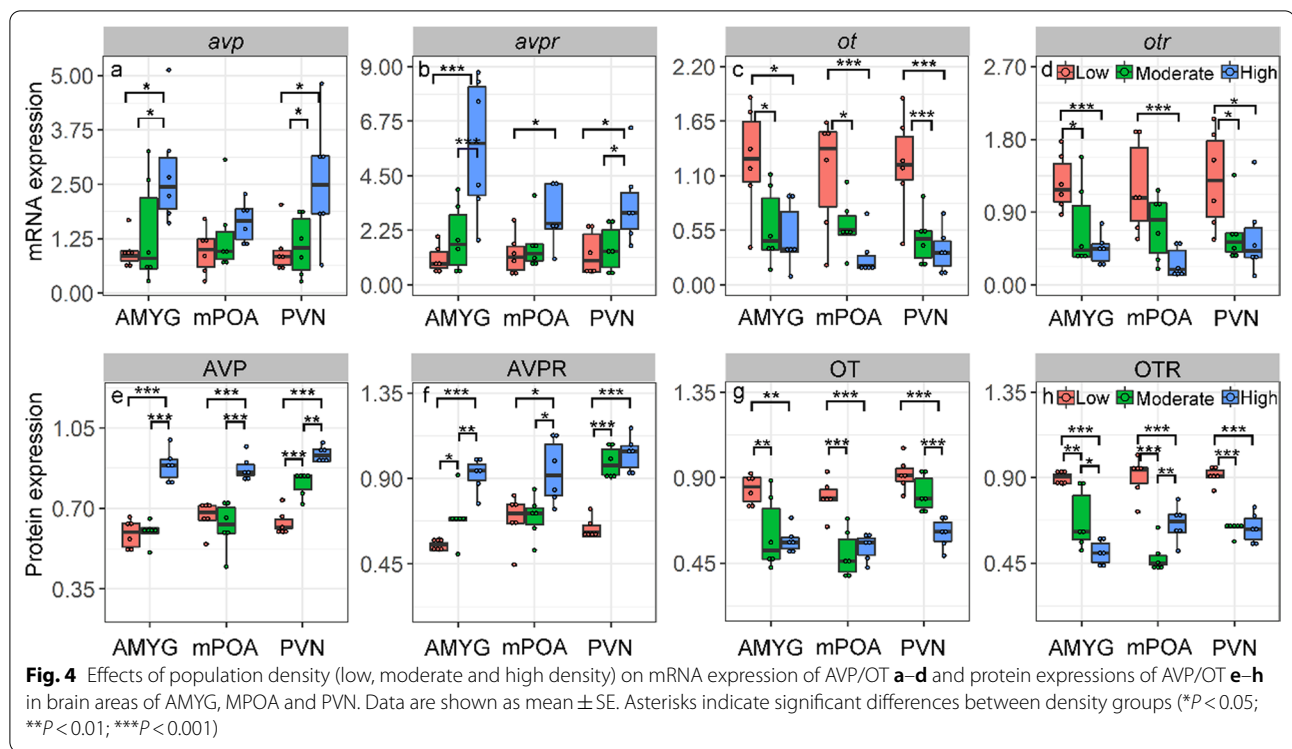 avp avpr ot otr
mRNA expression
a * * * *
5.00
3.75
2.50
1.25
0.00
AMYG mPOA PVN
b *** *** * * *
9.00
6.75
4.50
2.25
0.00
AMYG mPOA PVN
c * * *** * *** ***
2.20
1.65
1.10
0.55
0.00
AMYG mPOA PVN
d Low Moderate High
*** * *** * *
2.70
1.80
0.90
0.00
AMYG mPOA PVN
AVP AVPR OT OTR
Protein expression
e *** *** *** *** *** *** **
1.05
0.70
0.35
AMYG mPOA PVN
f *** * ** * * *** ***
1.35
0.90
0.45
AMYG mPOA PVN
g ** ** *** *** *** ***
1.35
0.90
0.45
AMYG mPOA PVN
h Low Moderate High
*** ** * *** *** ** *** ***
1.35
0.90
0.45
AMYG mPOA PVN
Fig. 4 Effects of population density (low, moderate and high density) on mRNA expression of AVP/OT a–d and protein expressions of AVP/OT e–h
in brain areas of AMYG, MPOA and PVN. Data are shown as mean ± SE. Asterisks indicate significant differences between density groups (*P < 0.05;
**P < 0.01; ***P < 0.001)